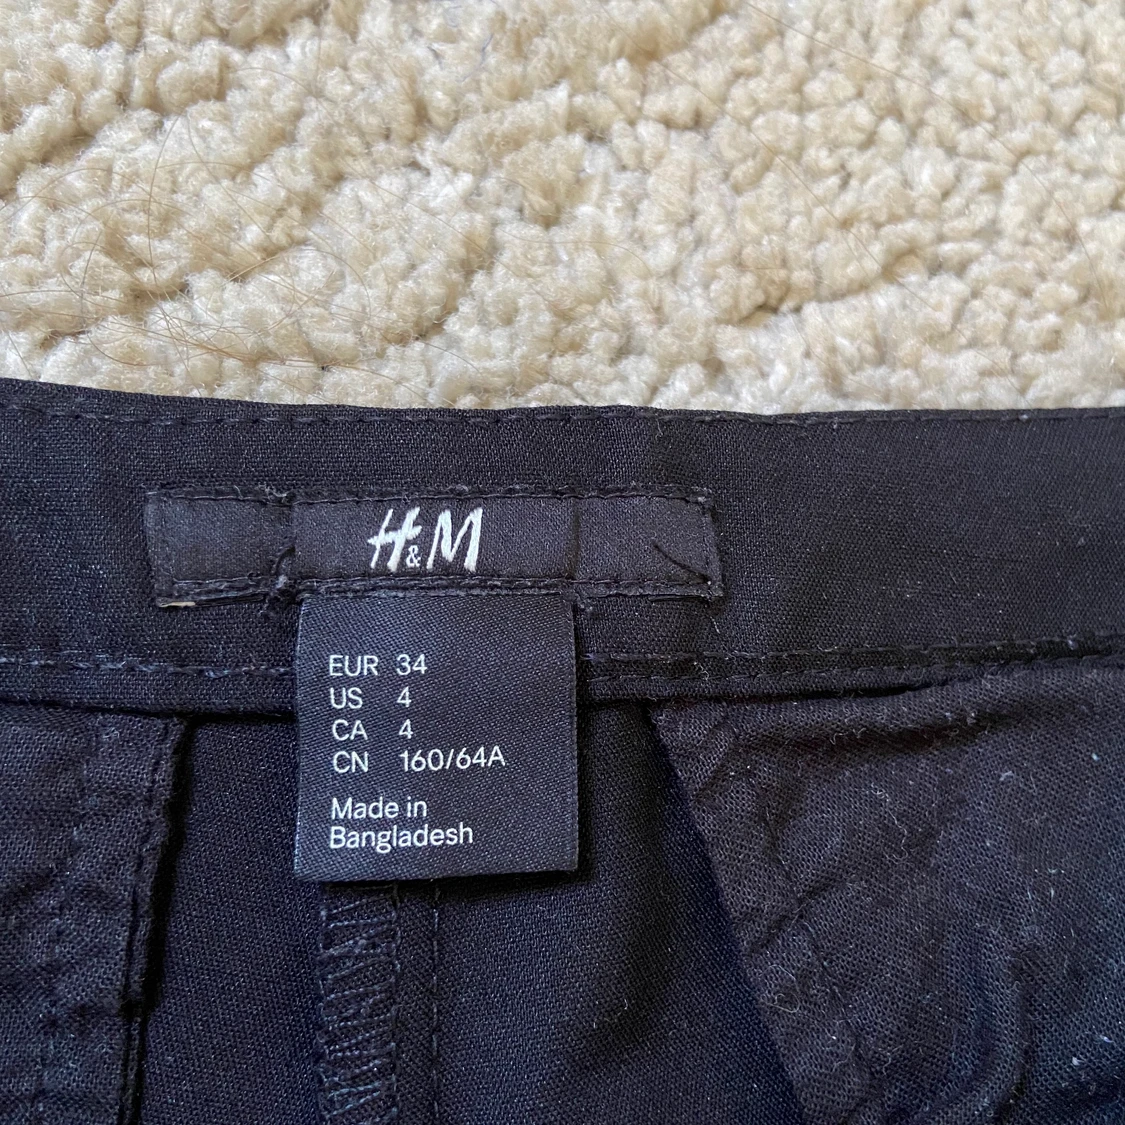 H&M
EUR 34
US 4
CA 4
CN 160/64A
Made in
Bangladesh